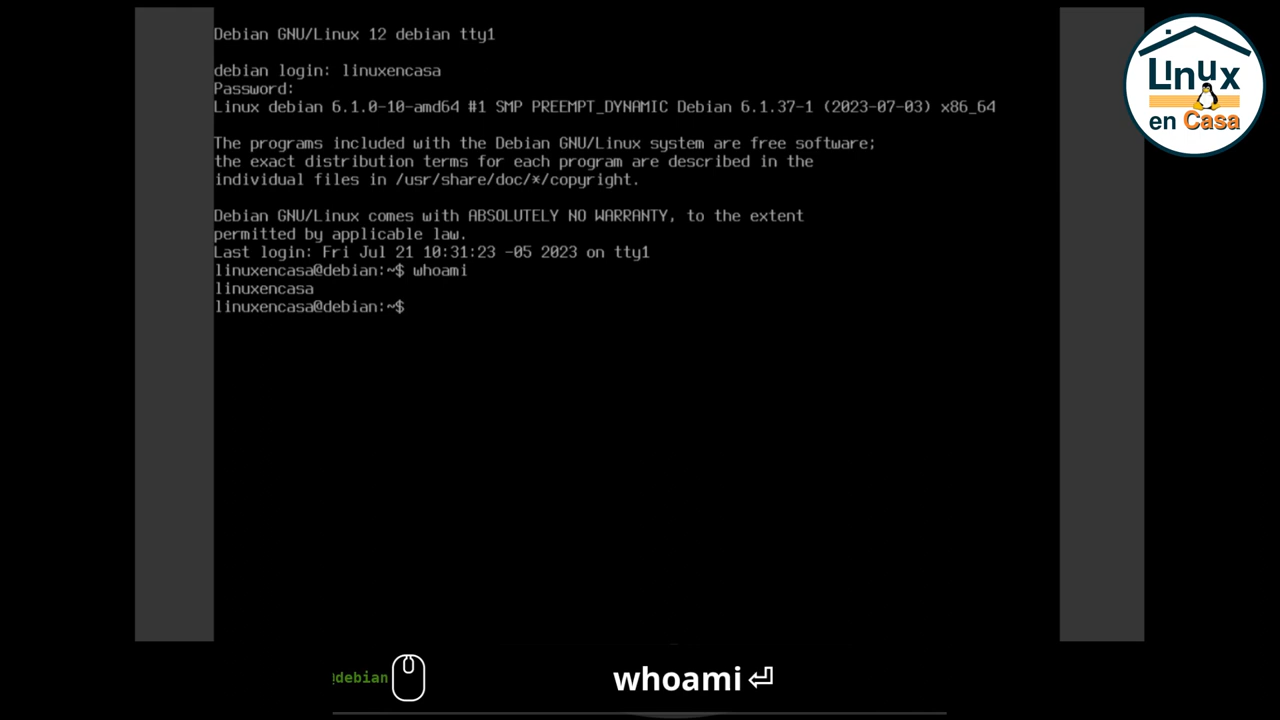 Debian GNU/Linux 12 debian tty1
debian login: linuxencasa
Password:
Linux debian 6.1.0-10-amd64 #1 SMP PREEMPT_DYNAMIC Debian 6.1.37-1 (2023-07-03) x86_64
The programs included with the Debian GNU/Linux system are free software;
the exact distribution terms for each program are described in the
individual files in /usr/share/doc/*/copyright.
Debian GNU/Linux comes with ABSOLUTELY NO WARRANTY, to the extent
permitted by applicable law.
Last login: Fri Jul 21 10:31:23 -05 2023 on tty1
linuxencasa@debian:~$ whoami
linuxencasa
linuxencasa@debian:~$
Linux
en Casa
@debian
whoami⏎